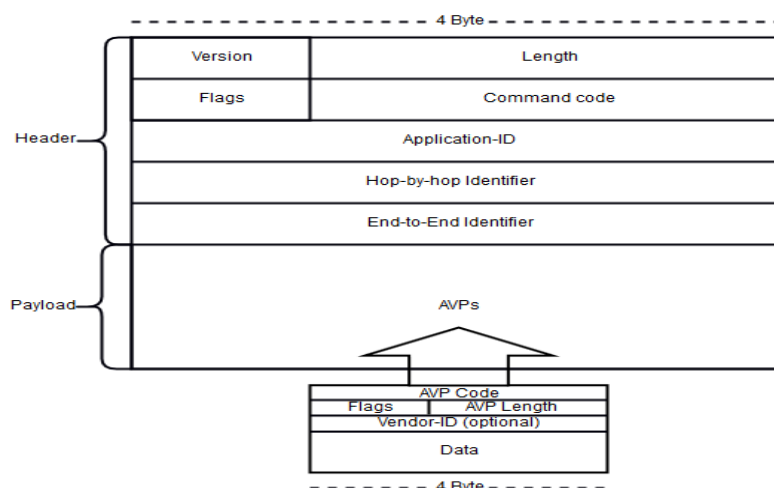 4 Byte
Version Length
Flags Command code
Header
Application-ID
Hop-by-hop Identifier
End-to-End Identifier
Payload AVPs
AVP Code
Flags AVP Length
Vendor-ID (optional)
Data
4 Byte